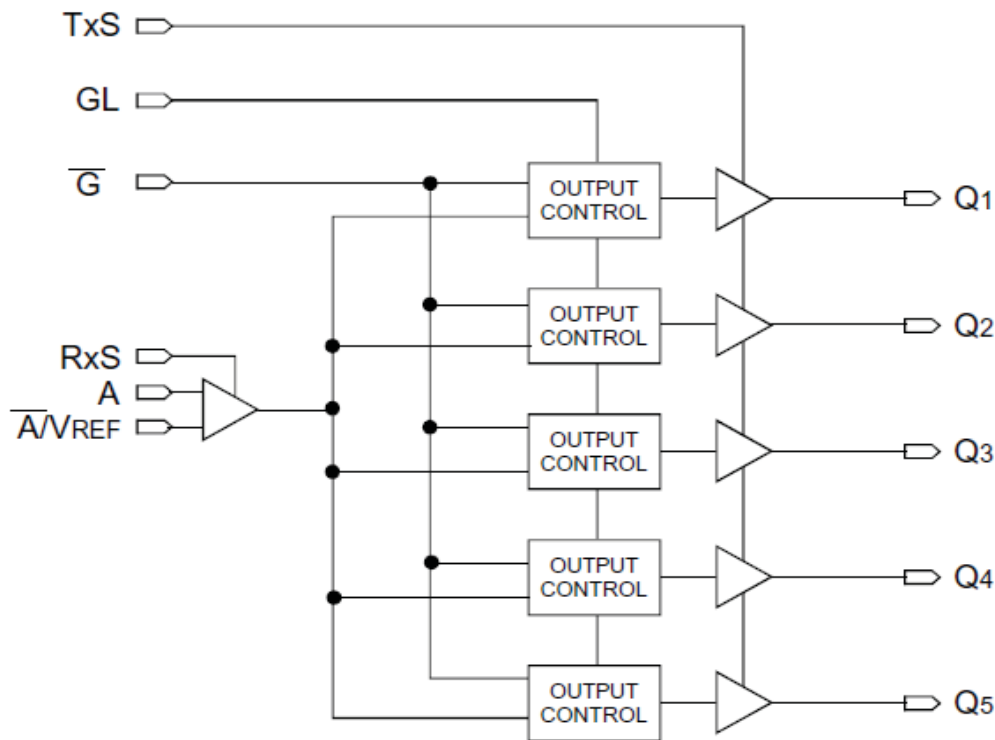 TxS
GL
G̅
OUTPUT
CONTROL
Q1
OUTPUT
CONTROL
Q2
RxS
A
A̅/VREF
OUTPUT
CONTROL
Q3
OUTPUT
CONTROL
Q4
OUTPUT
CONTROL
Q5